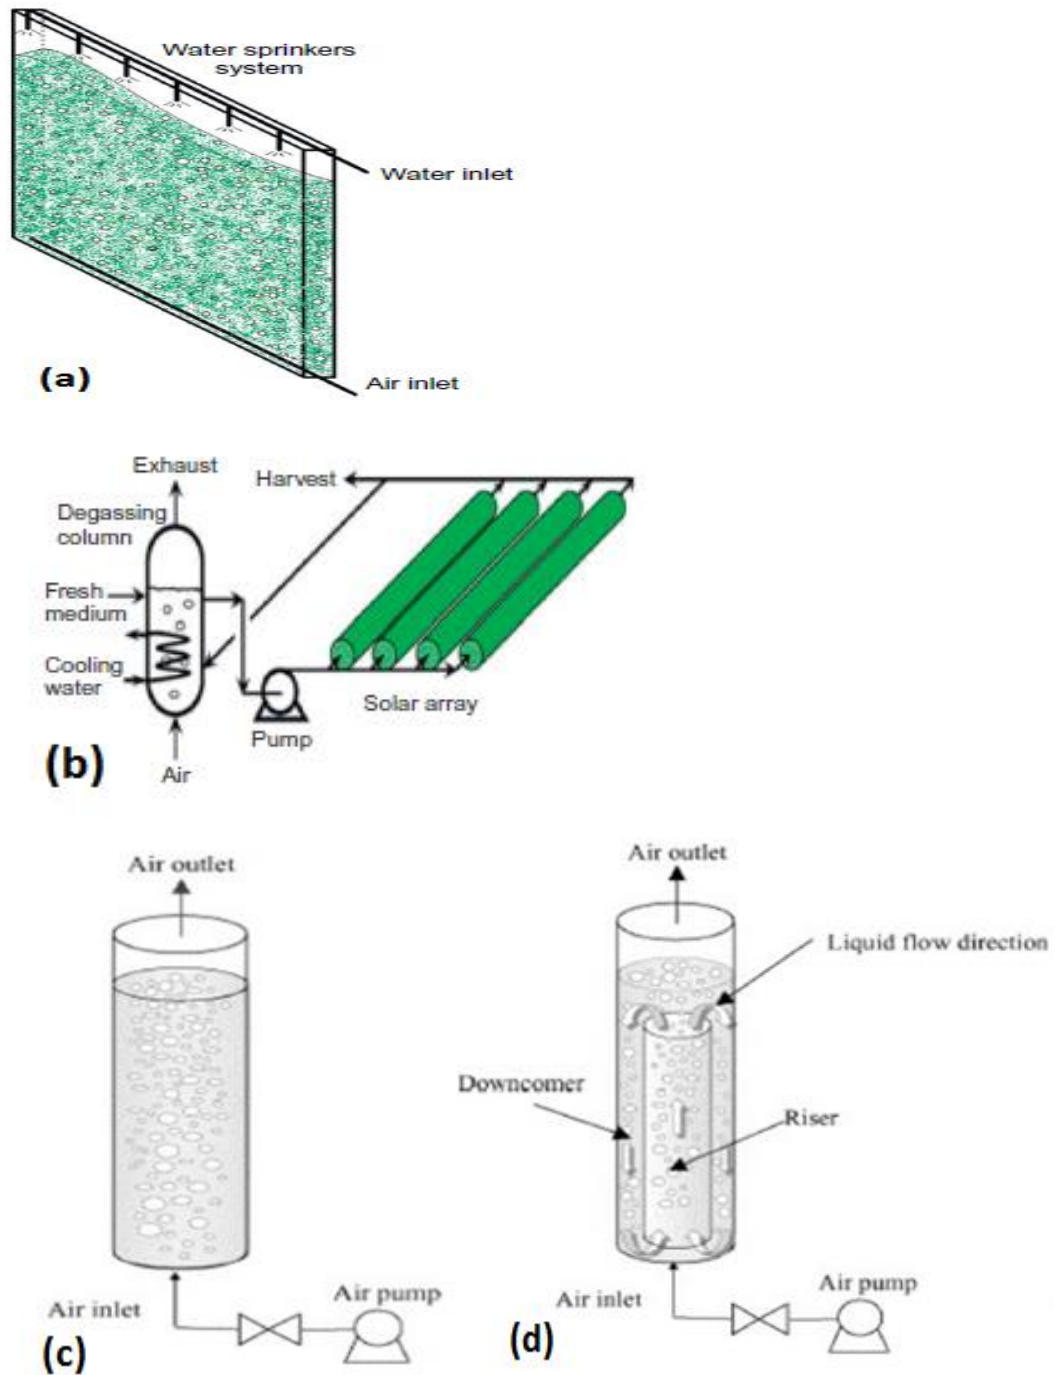 Water sprinkers
system
Water inlet
Air inlet
(a)
Exhaust
Harvest
Degassing
column
Fresh
medium
Cooling
water
Solar array
Pump
(b)
Air
Air outlet
Air inlet
Air pump
(c)
Air outlet
Liquid flow direction
Downcomer
Riser
Air inlet
Air pump
(d)